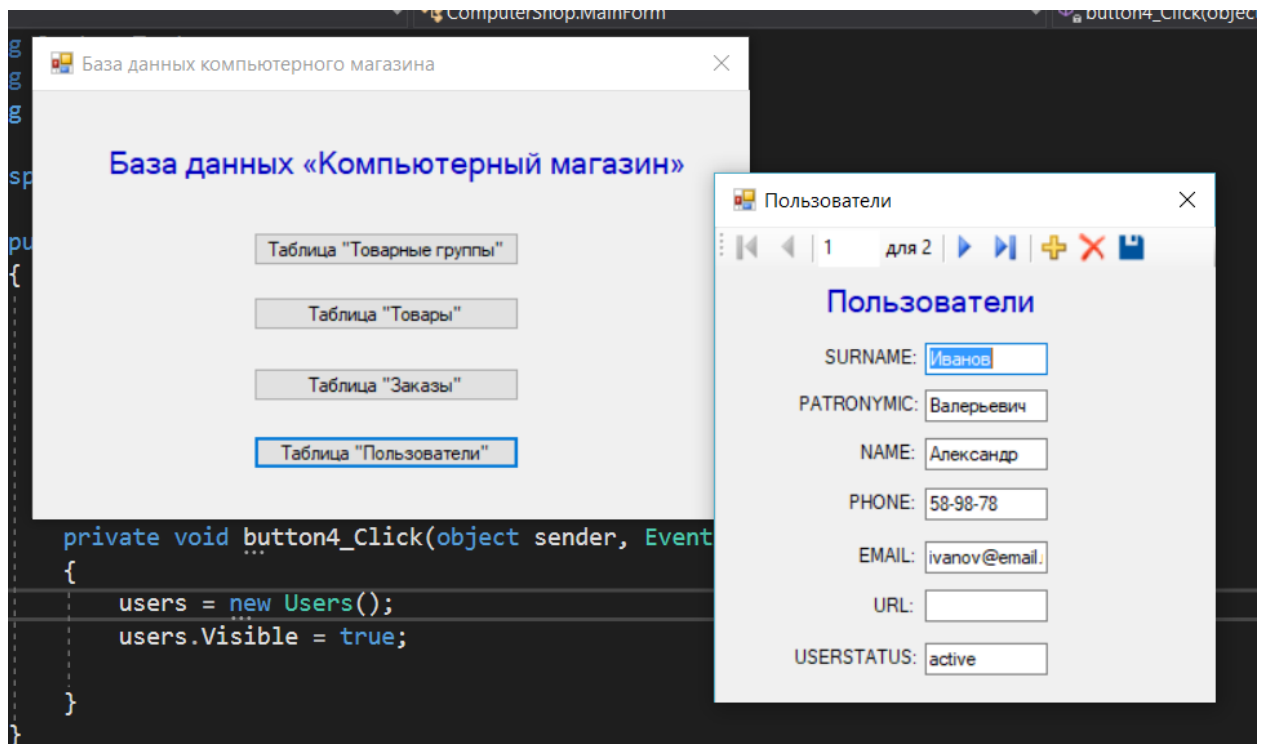 ComputerShop.MainForm
button4_Click(objec
g
g
g
sp
pu
{
База данных компьютерного магазина
База данных «Компьютерный магазин»
Таблица "Товарные группы"
Таблица "Товары"
Таблица "Заказы"
Таблица "Пользователи"
Пользователи
1 для 2
Пользователи
SURNAME: Иванов
PATRONYMIC: Валерьевич
NAME: Александр
PHONE: 58-98-78
EMAIL: ivanov@email.
URL:
USERSTATUS: active
private void button4_Click(object sender, Event
{
users = new Users();
users.Visible = true;
}
}